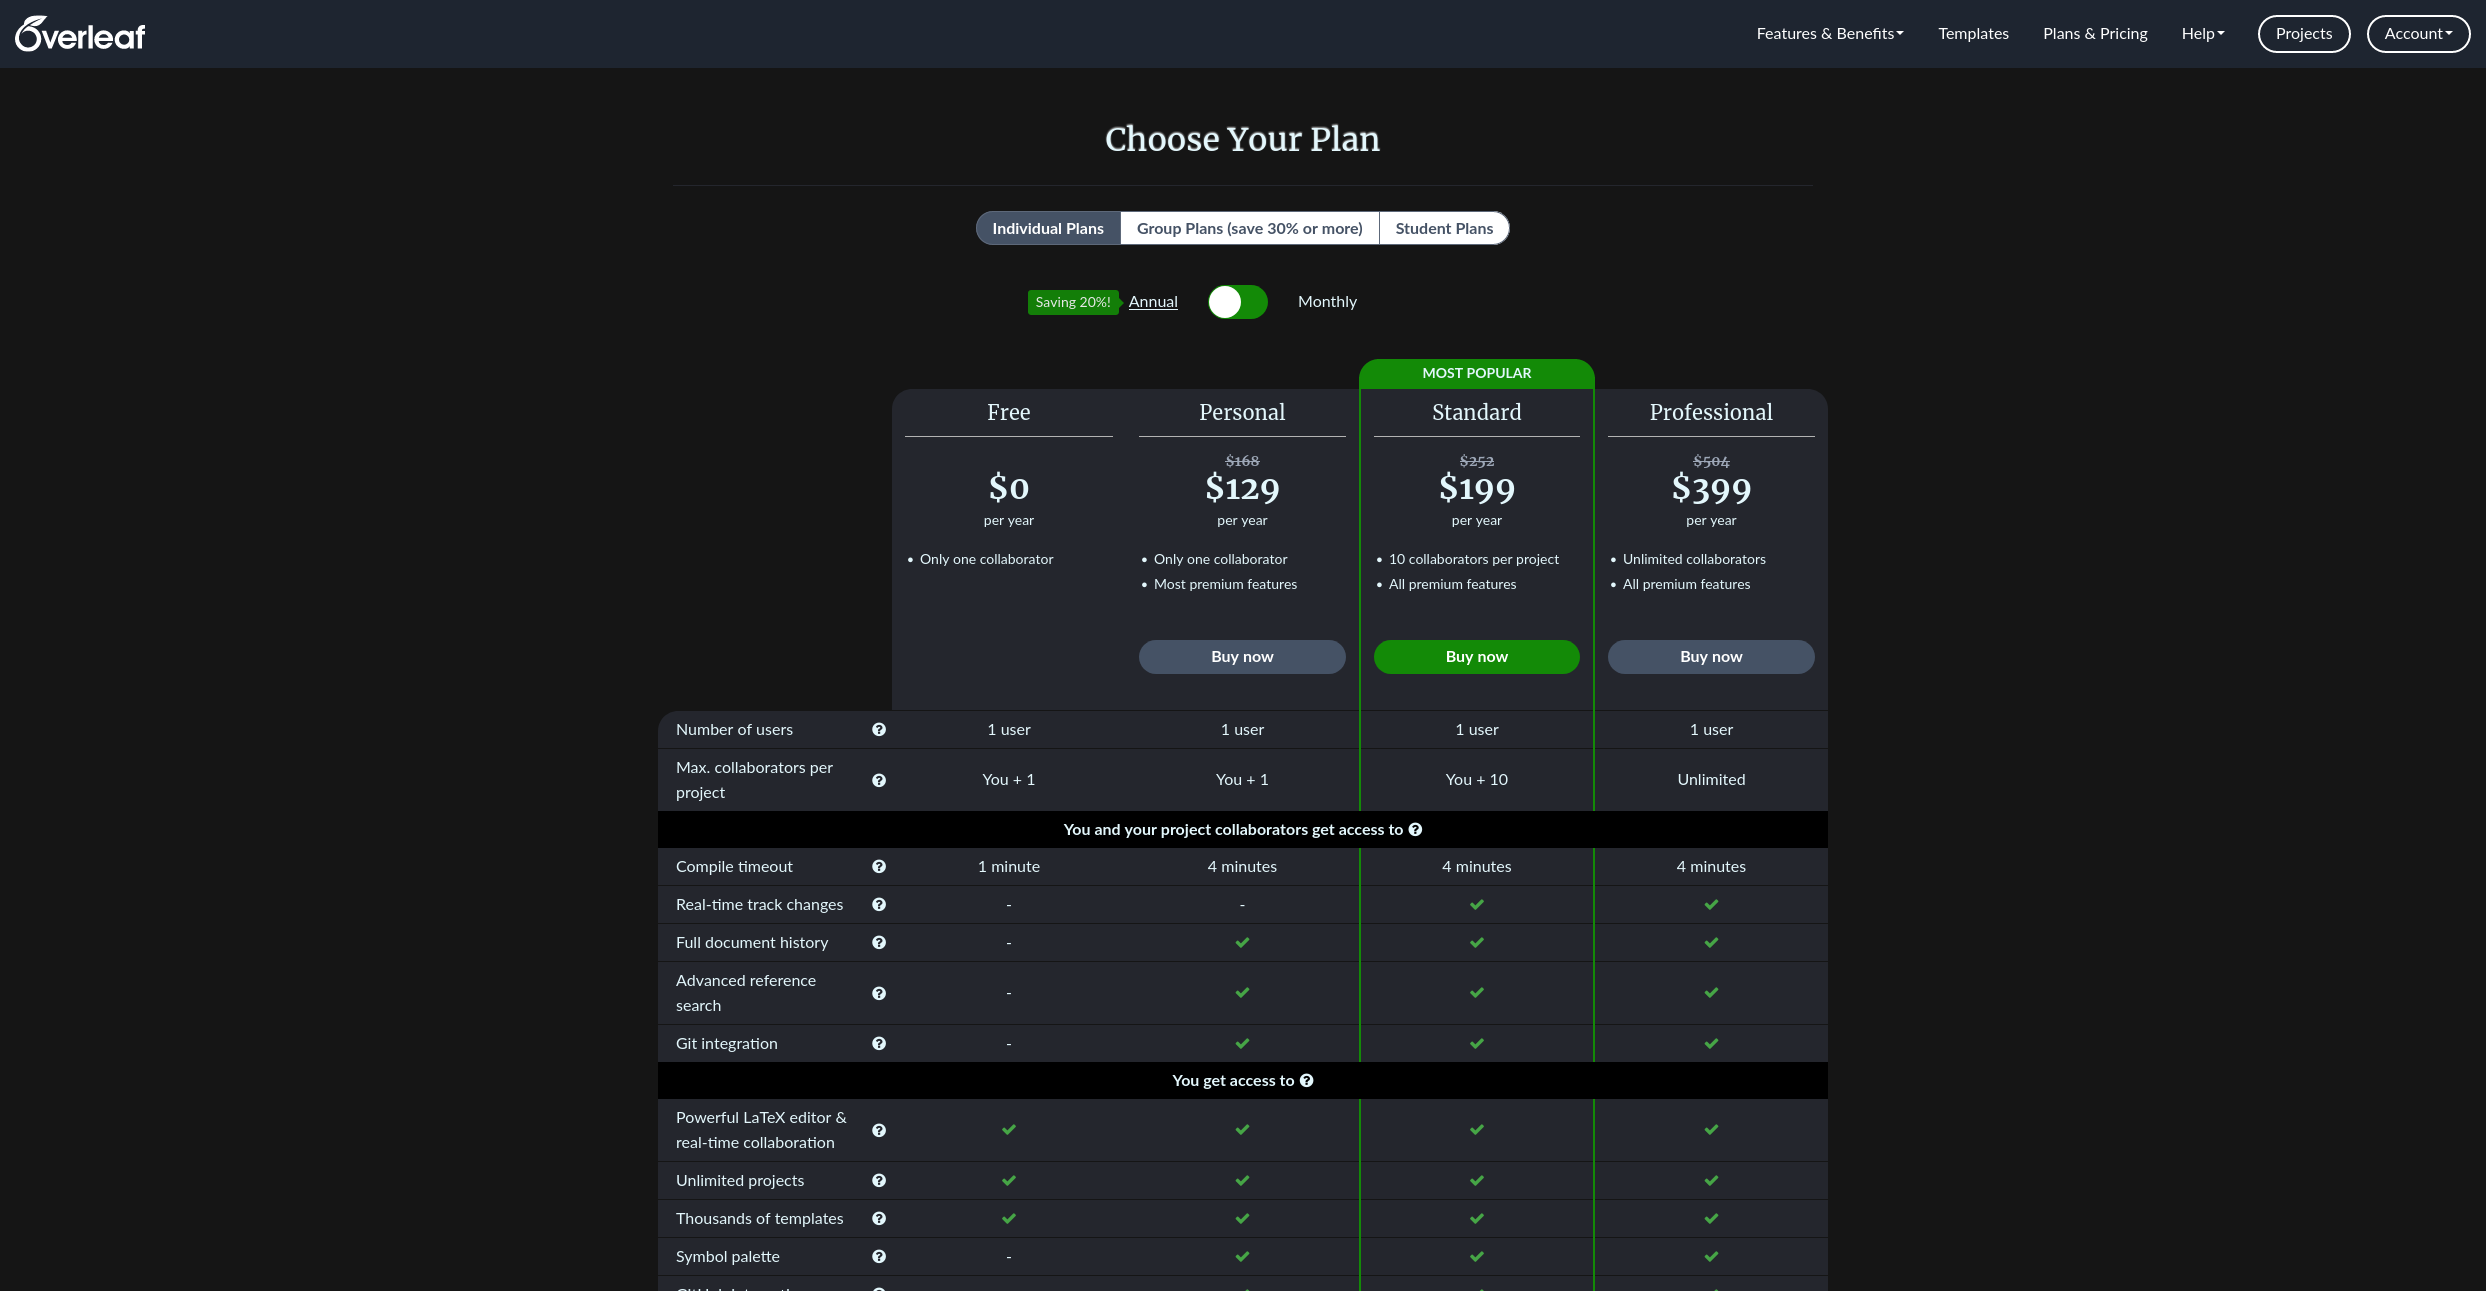 Overleaf
Features & Benefits
Templates
Plans & Pricing
Help
Projects
Account
Choose Your Plan
Individual Plans
Group Plans (save 30% or more)
Student Plans
Saving 20%! Annual
Monthly
MOST POPULAR
Free Personal Standard Professional
$168 $252 $504
$0 $129 $199 $399
per year per year per year per year
• Only one collaborator • Only one collaborator • 10 collaborators per project • Unlimited collaborators
• Most premium features • All premium features • All premium features
Buy now Buy now Buy now
Number of users ? 1 user 1 user 1 user 1 user
Max. collaborators per
project ? You + 1 You + 1 You + 10 Unlimited
You and your project collaborators get access to ?
Compile timeout ? 1 minute 4 minutes 4 minutes 4 minutes
Real-time track changes ? - -
Full document history ? -
Advanced reference
search ? -
Git integration ? -
You get access to ?
Powerful LaTeX editor &
real-time collaboration ?
Unlimited projects ?
Thousands of templates ?
Symbol palette ? -